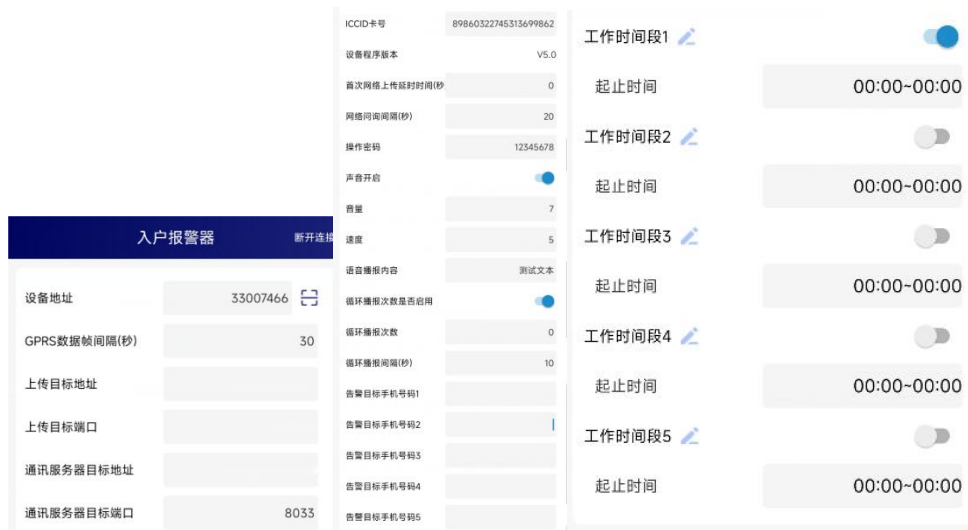 入户报警器 断开连接
设备地址 33007466
GPRS数据帧间隔(秒) 30
上传目标地址
上传目标端口
通讯服务器目标地址
通讯服务器目标端口 8033
ICCID卡号 89860322745313699862
设备程序版本 V5.0
首次网络上传延时时间(秒 0
网络问询间隔(秒) 20
操作密码 12345678
声音开启
音量 7
速度 5
语音播报内容 测试文本
循环播报次数是否启用
循环播报次数 0
循环播报间隔(秒) 10
告警目标手机号码1
告警目标手机号码2
告警目标手机号码3
告警目标手机号码4
告警目标手机号码5
工作时间段1
起止时间 00:00~00:00
工作时间段2
起止时间 00:00~00:00
工作时间段3
起止时间 00:00~00:00
工作时间段4
起止时间 00:00~00:00
工作时间段5
起止时间 00:00~00:00